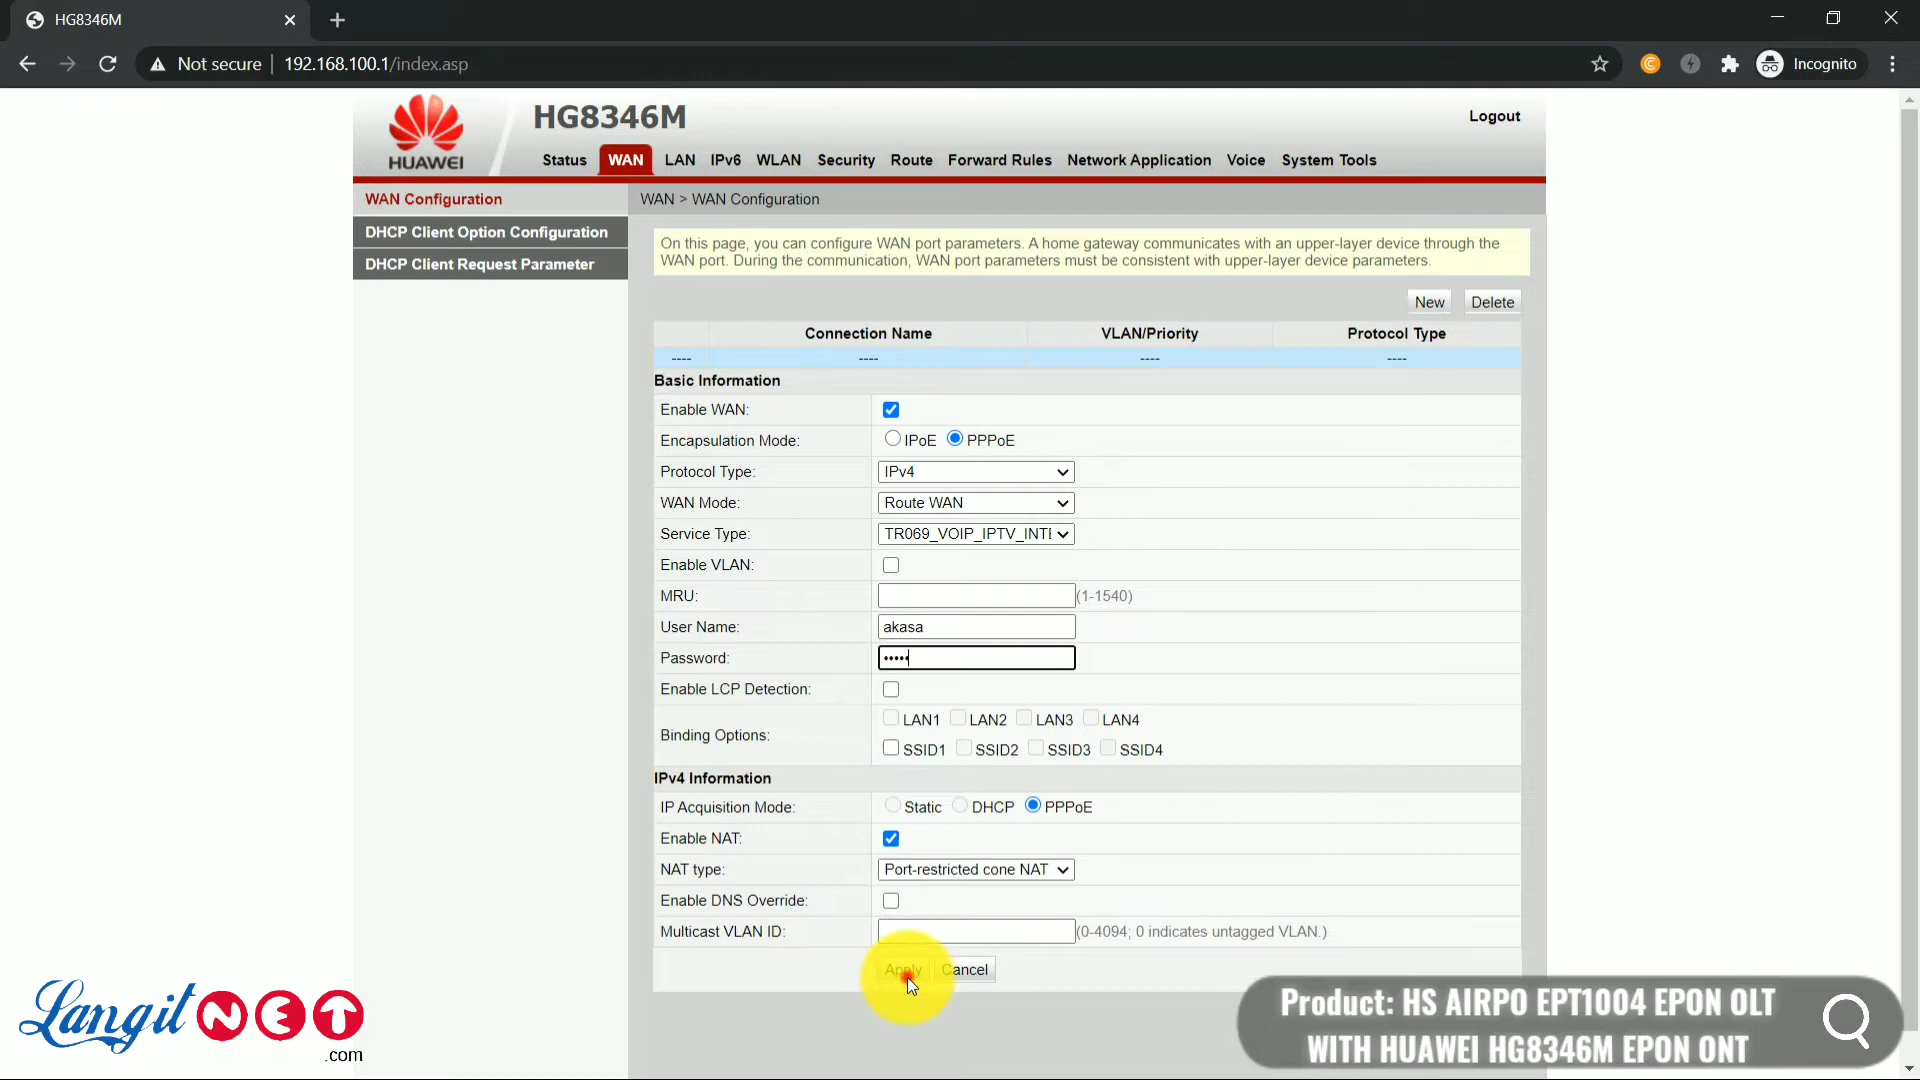 HG8346M
Not secure | 192.168.100.1/index.asp
Incognito
HUAWEI
HG8346M
Logout
Status WAN LAN IPv6 WLAN Security Route Forward Rules Network Application Voice System Tools
WAN Configuration
DHCP Client Option Configuration
DHCP Client Request Parameter
WAN > WAN Configuration
On this page, you can configure WAN port parameters. A home gateway communicates with an upper-layer device through the
WAN port. During the communication, WAN port parameters must be consistent with upper-layer device parameters.
New Delete
Connection Name VLAN/Priority Protocol Type
---- ---- ---- ----
Basic Information
Enable WAN:
Encapsulation Mode: IPoE PPPoE
Protocol Type: IPv4
WAN Mode: Route WAN
Service Type: TR069_VOIP_IPTV_INTE
Enable VLAN:
MRU: (1-1540)
User Name: akasa
Password: •••••
Enable LCP Detection:
Binding Options:
LAN1 LAN2 LAN3 LAN4
SSID1 SSID2 SSID3 SSID4
IPv4 Information
IP Acquisition Mode: Static DHCP PPPoE
Enable NAT:
NAT type: Port-restricted cone NAT
Enable DNS Override:
Multicast VLAN ID: (0-4094; 0 indicates untagged VLAN.)
Apply Cancel
Langit NET
.com
Product: HS AIRPO EPT1004 EPON OLT
WITH HUAWEI HG8346M EPON ONT